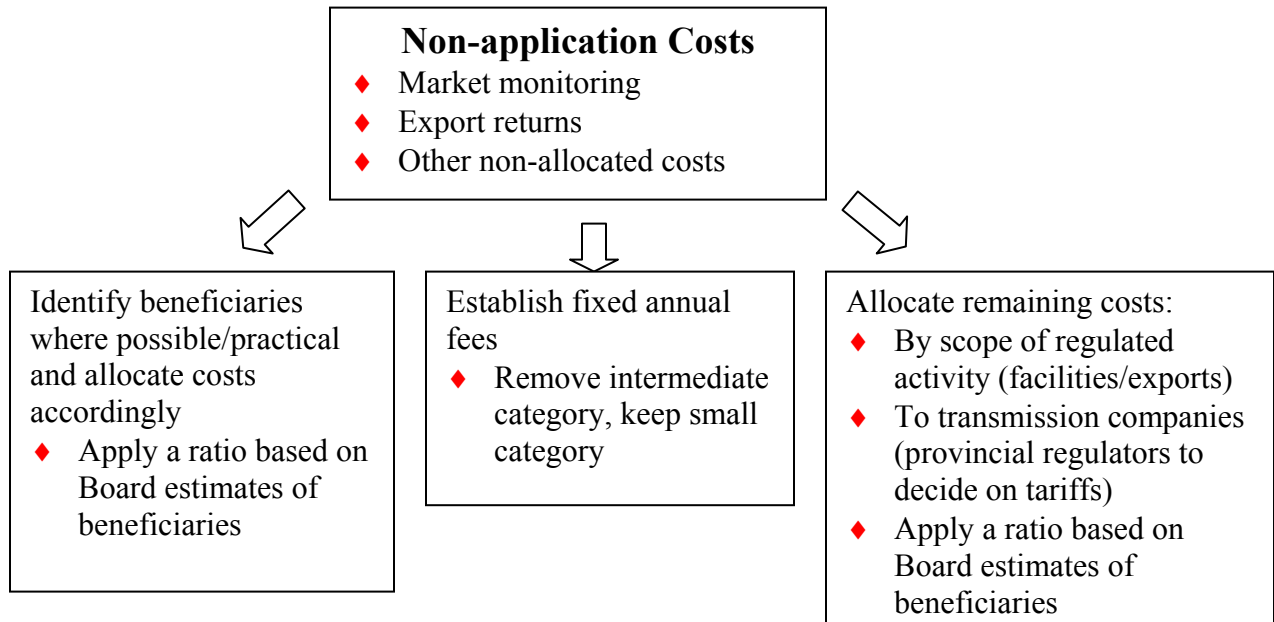 Non-application Costs
♦ Market monitoring
♦ Export returns
♦ Other non-allocated costs
Identify beneficiaries
where possible/practical
and allocate costs
accordingly
♦ Apply a ratio based on
Board estimates of
beneficiaries
Establish fixed annual
fees
♦ Remove intermediate
category, keep small
category
Allocate remaining costs:
♦ By scope of regulated
activity (facilities/exports)
♦ To transmission companies
(provincial regulators to
decide on tariffs)
♦ Apply a ratio based on
Board estimates of
beneficiaries